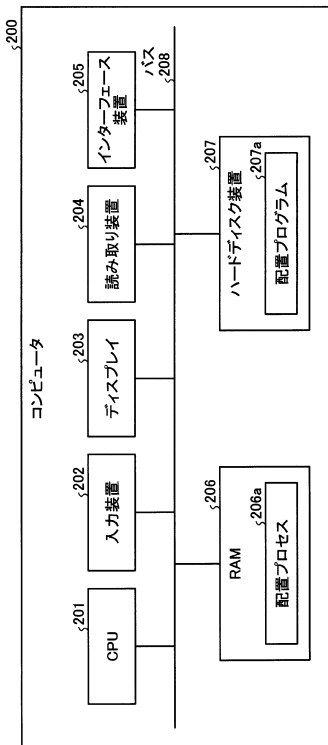 200
コンピュータ
201
CPU
202
入力装置
203
ディスプレイ
204
読み取り装置
205
インターフェース
装置
バス
208
206
RAM
206a
配置プロセス
207
ハードディスク装置
207a
配置プログラム